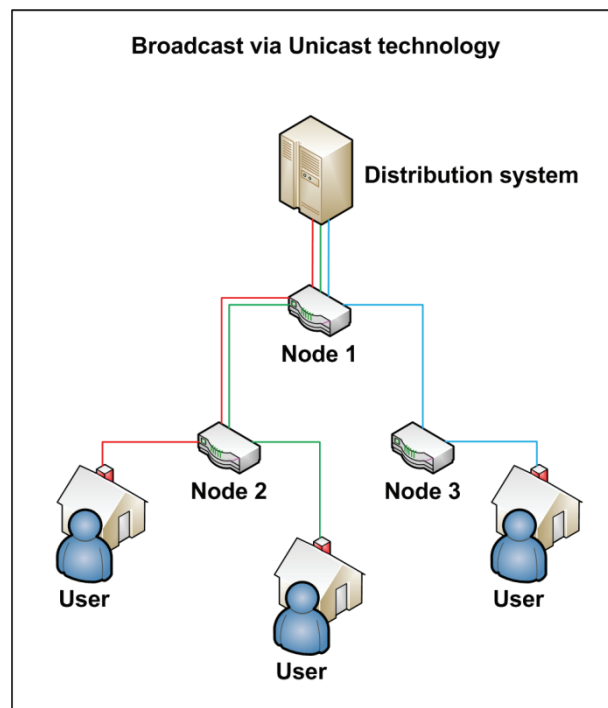 Broadcast via Unicast technology
Distribution system
Node 1
Node 2
Node 3
User
User
User